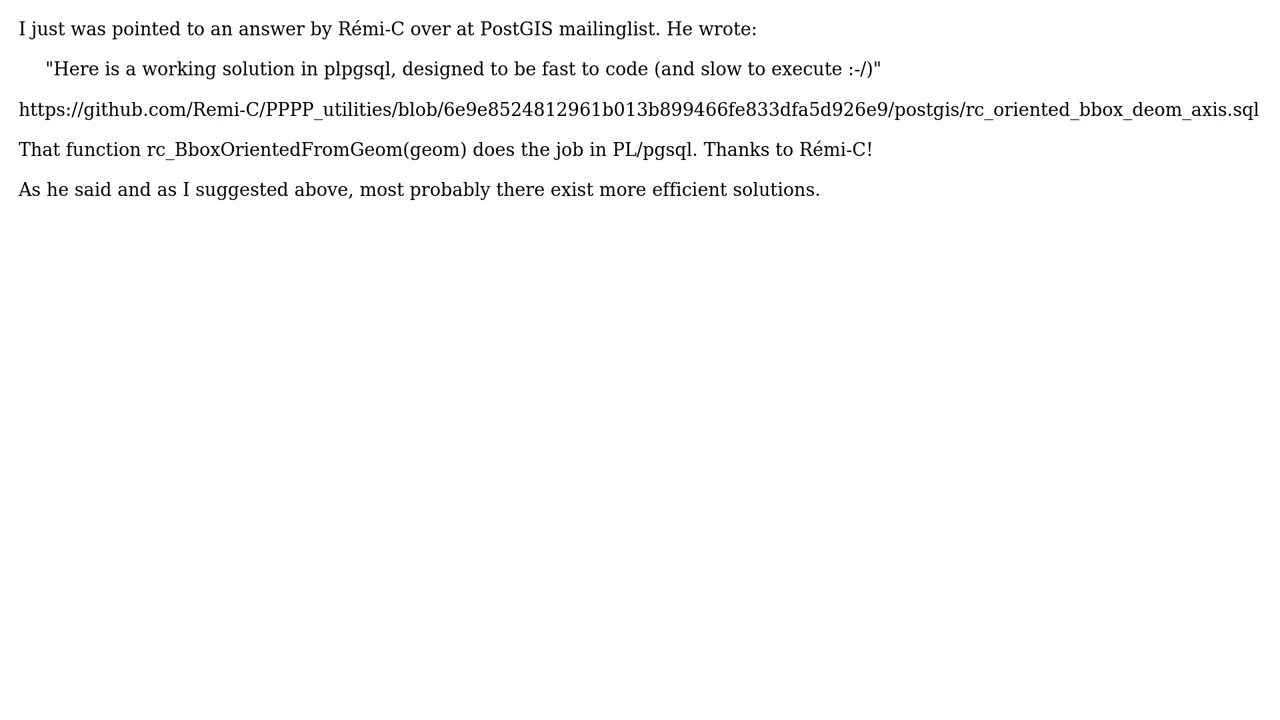 I just was pointed to an answer by Rémi-C over at PostGIS mailinglist. He wrote:
"Here is a working solution in plpgsql, designed to be fast to code (and slow to execute :-/)"
https://github.com/Remi-C/PPPP_utilities/blob/6e9e8524812961b013b899466fe833dfa5d926e9/postgis/rc_oriented_bbox_deom_axis.sql
That function rc_BboxOrientedFromGeom(geom) does the job in PL/pgsql. Thanks to Rémi-C!
As he said and as I suggested above, most probably there exist more efficient solutions.